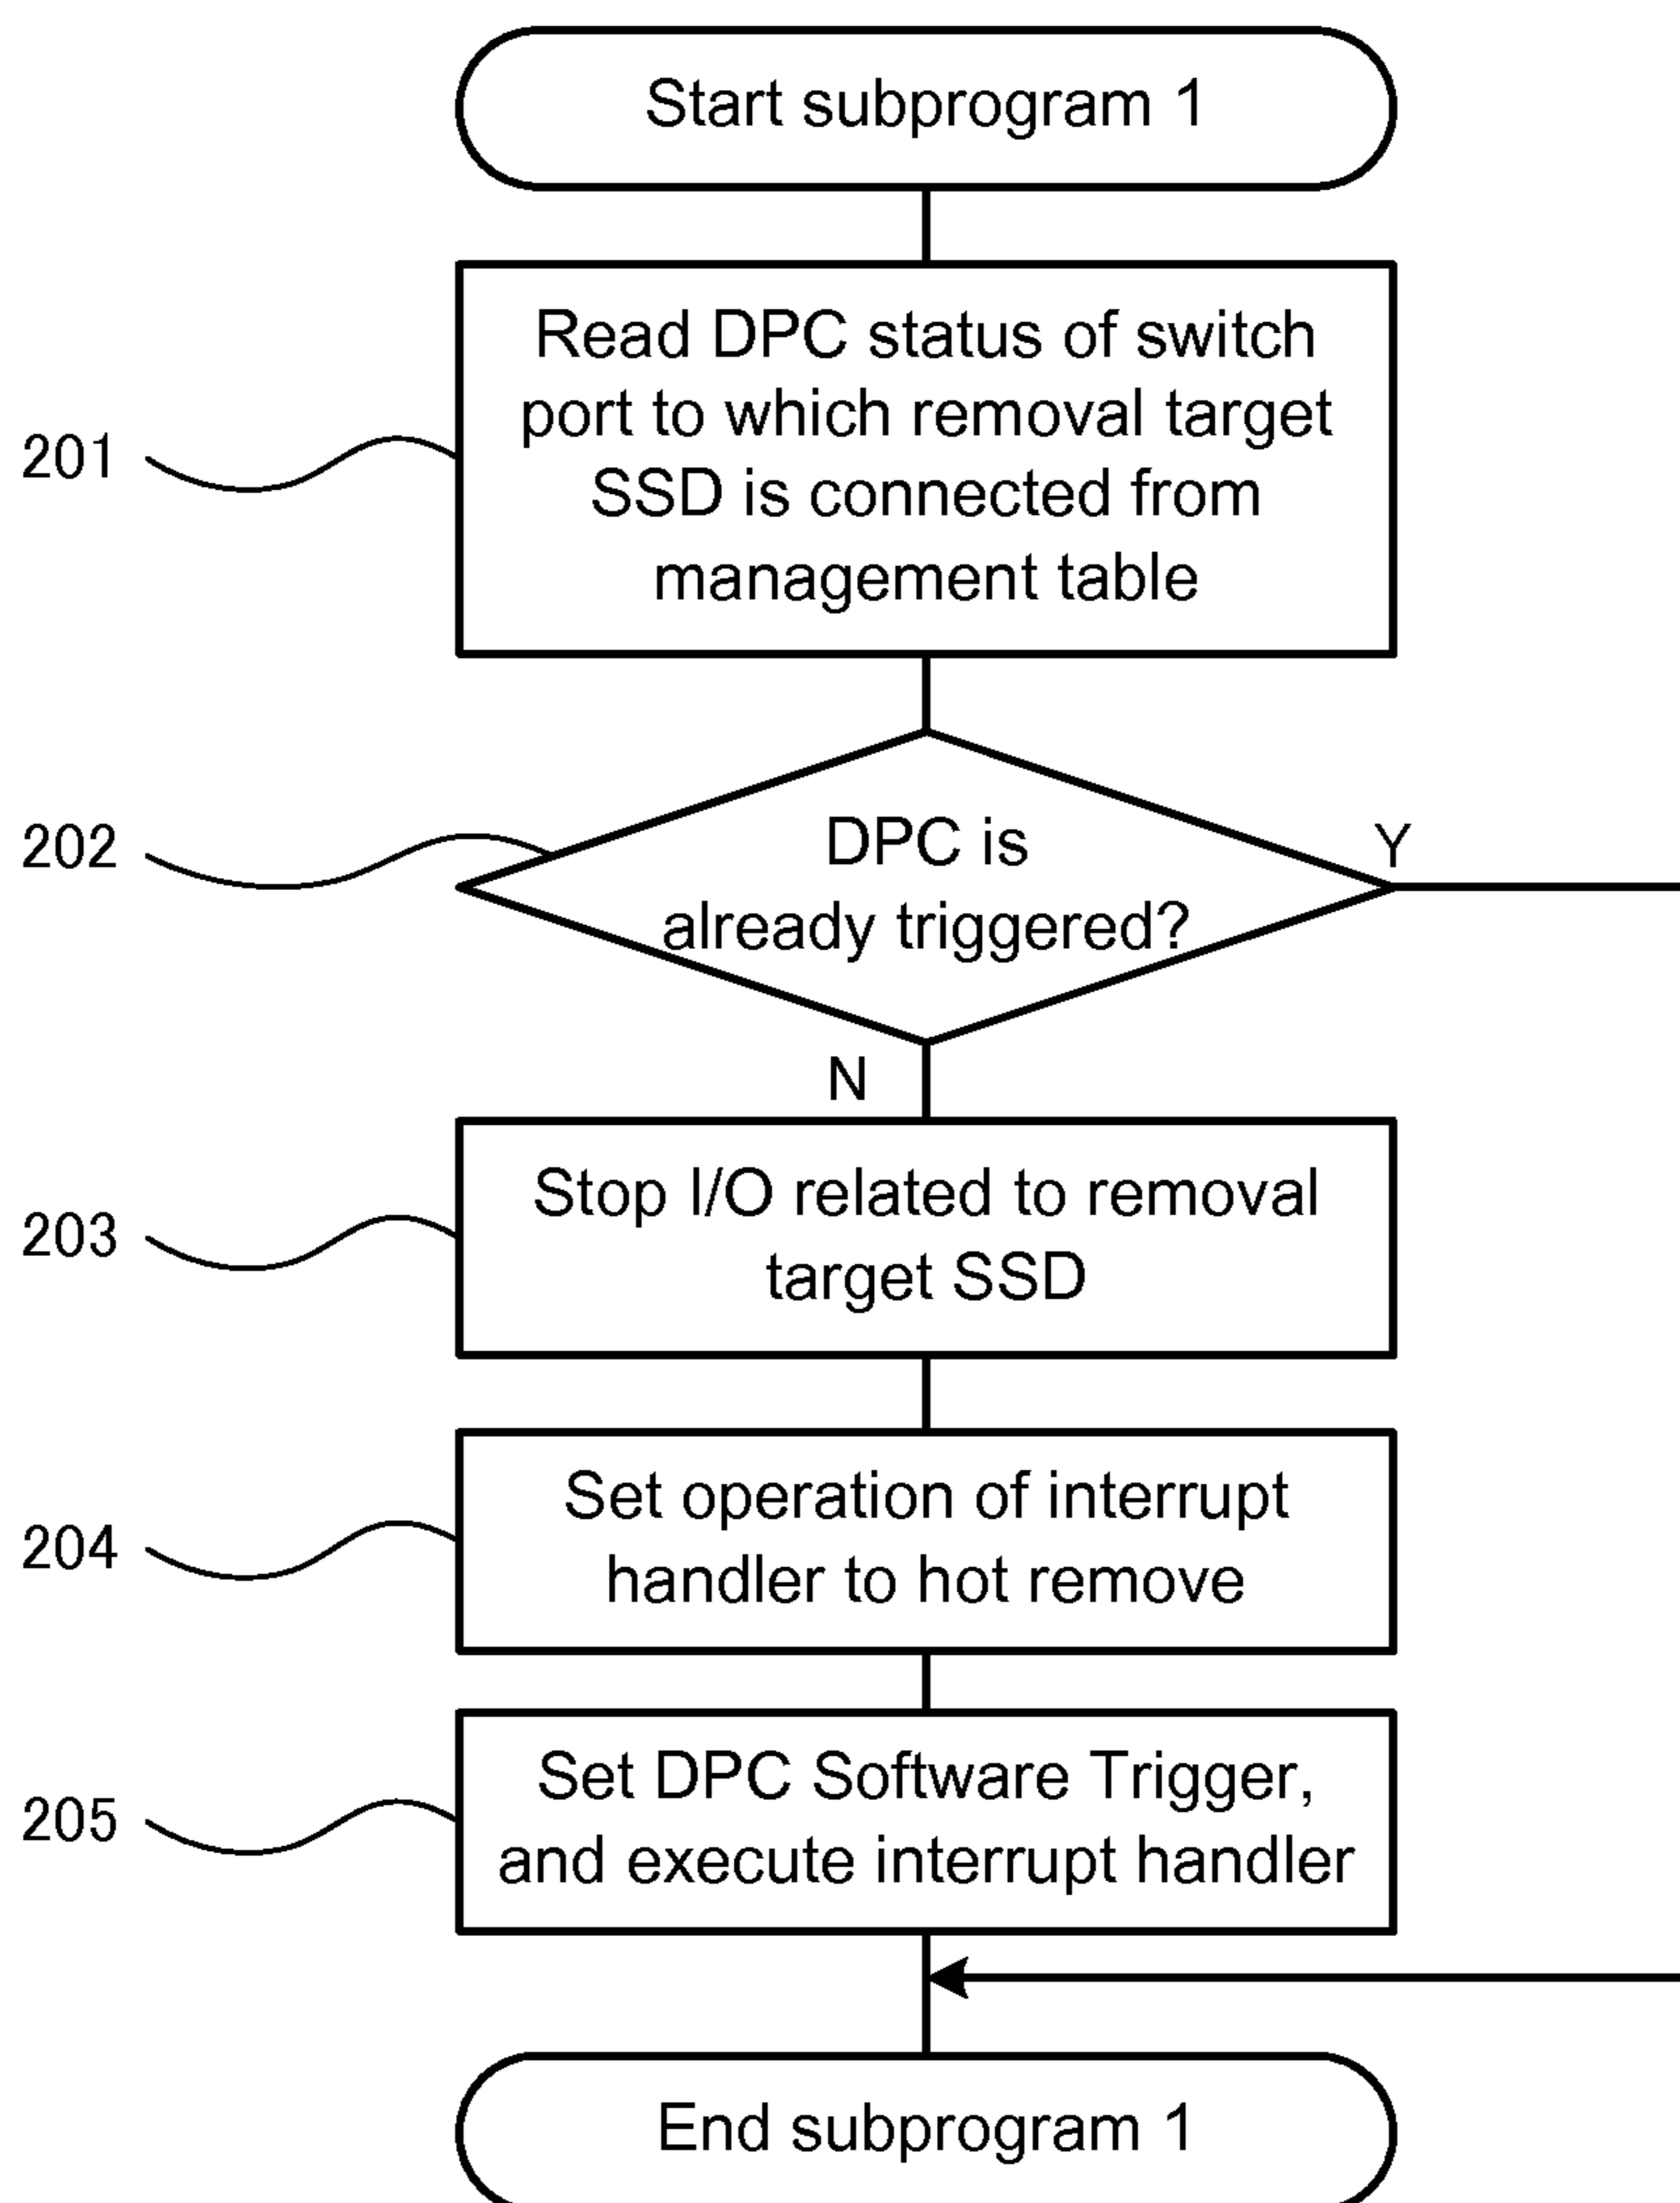 Start subprogram 1
201
Read DPC status of switch
port to which removal target
SSD is connected from
management table
202
DPC is
already triggered?
Y
N
203
Stop I/O related to removal
target SSD
204
Set operation of interrupt
handler to hot remove
205
Set DPC Software Trigger,
and execute interrupt handler
End subprogram 1